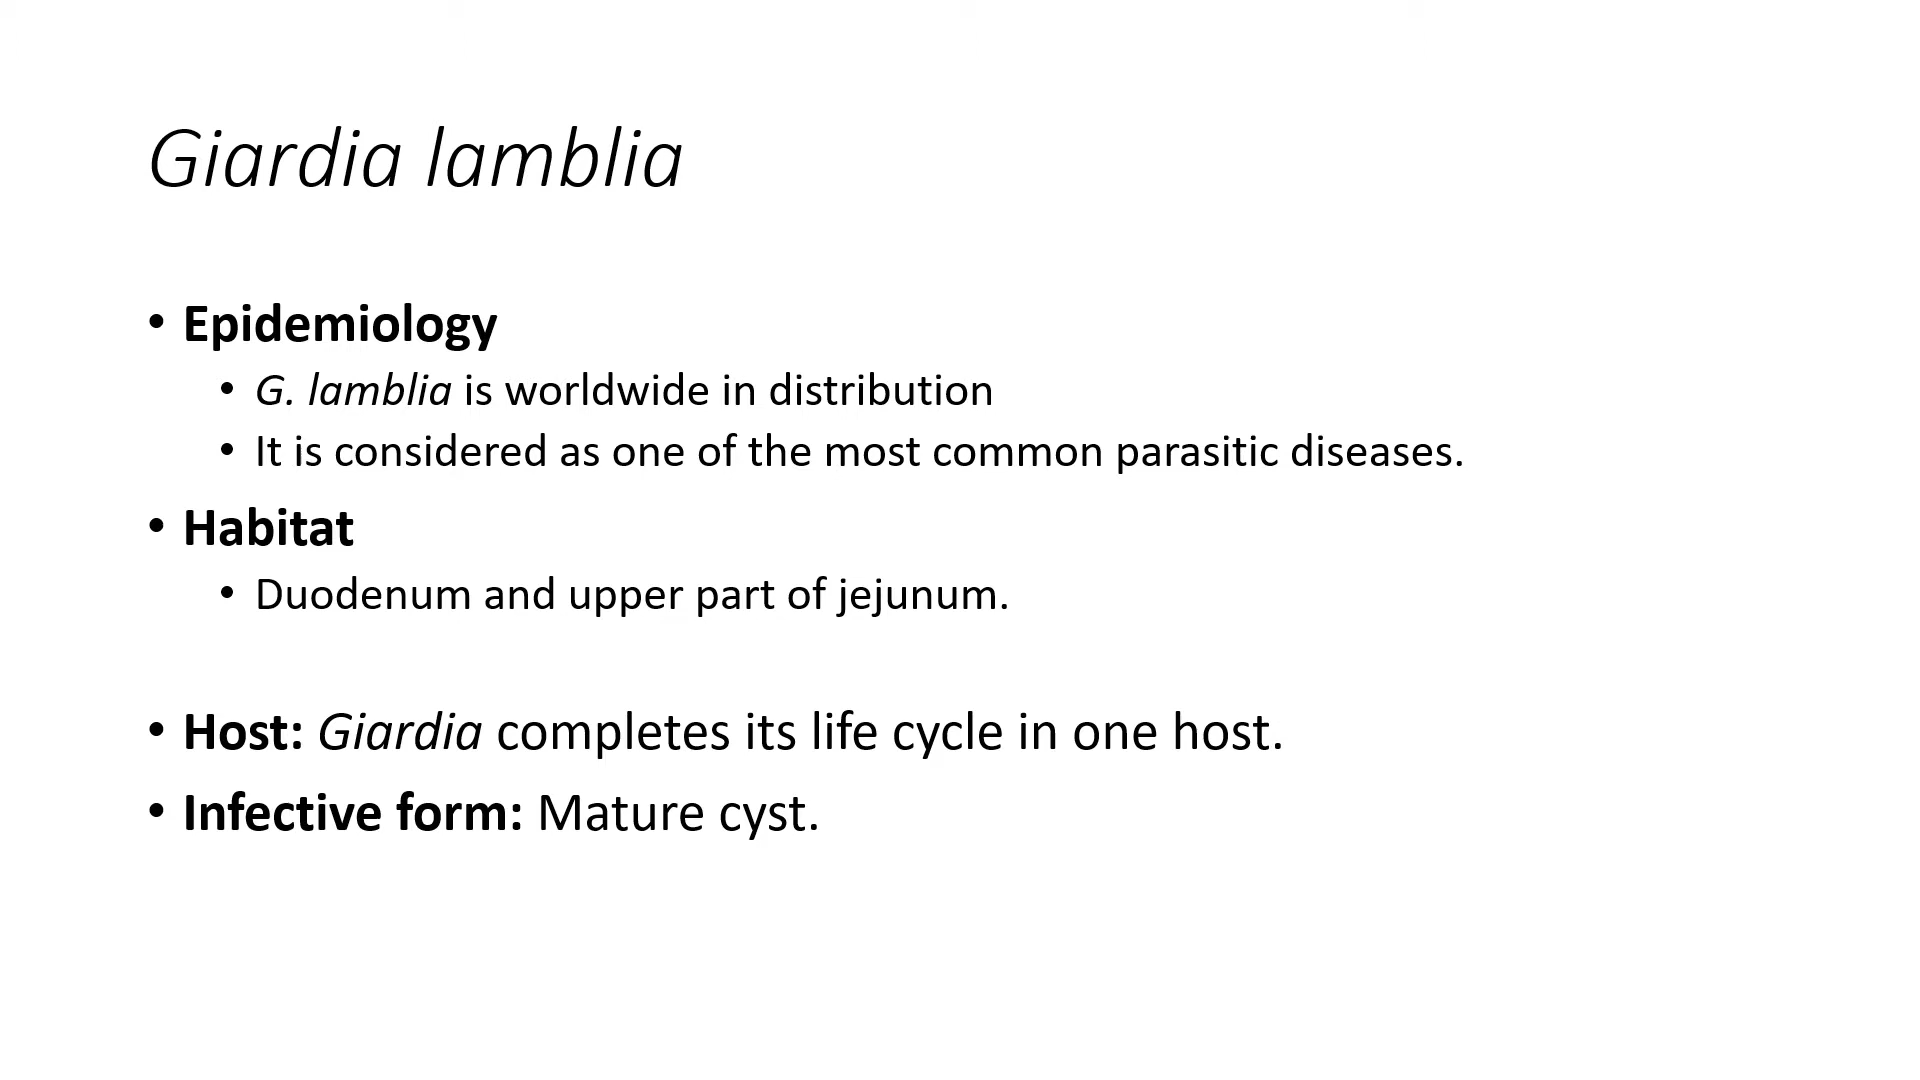 Giardia lamblia
• Epidemiology
• G. lamblia is worldwide in distribution
• It is considered as one of the most common parasitic diseases.
• Habitat
• Duodenum and upper part of jejunum.
• Host: Giardia completes its life cycle in one host.
• Infective form: Mature cyst.